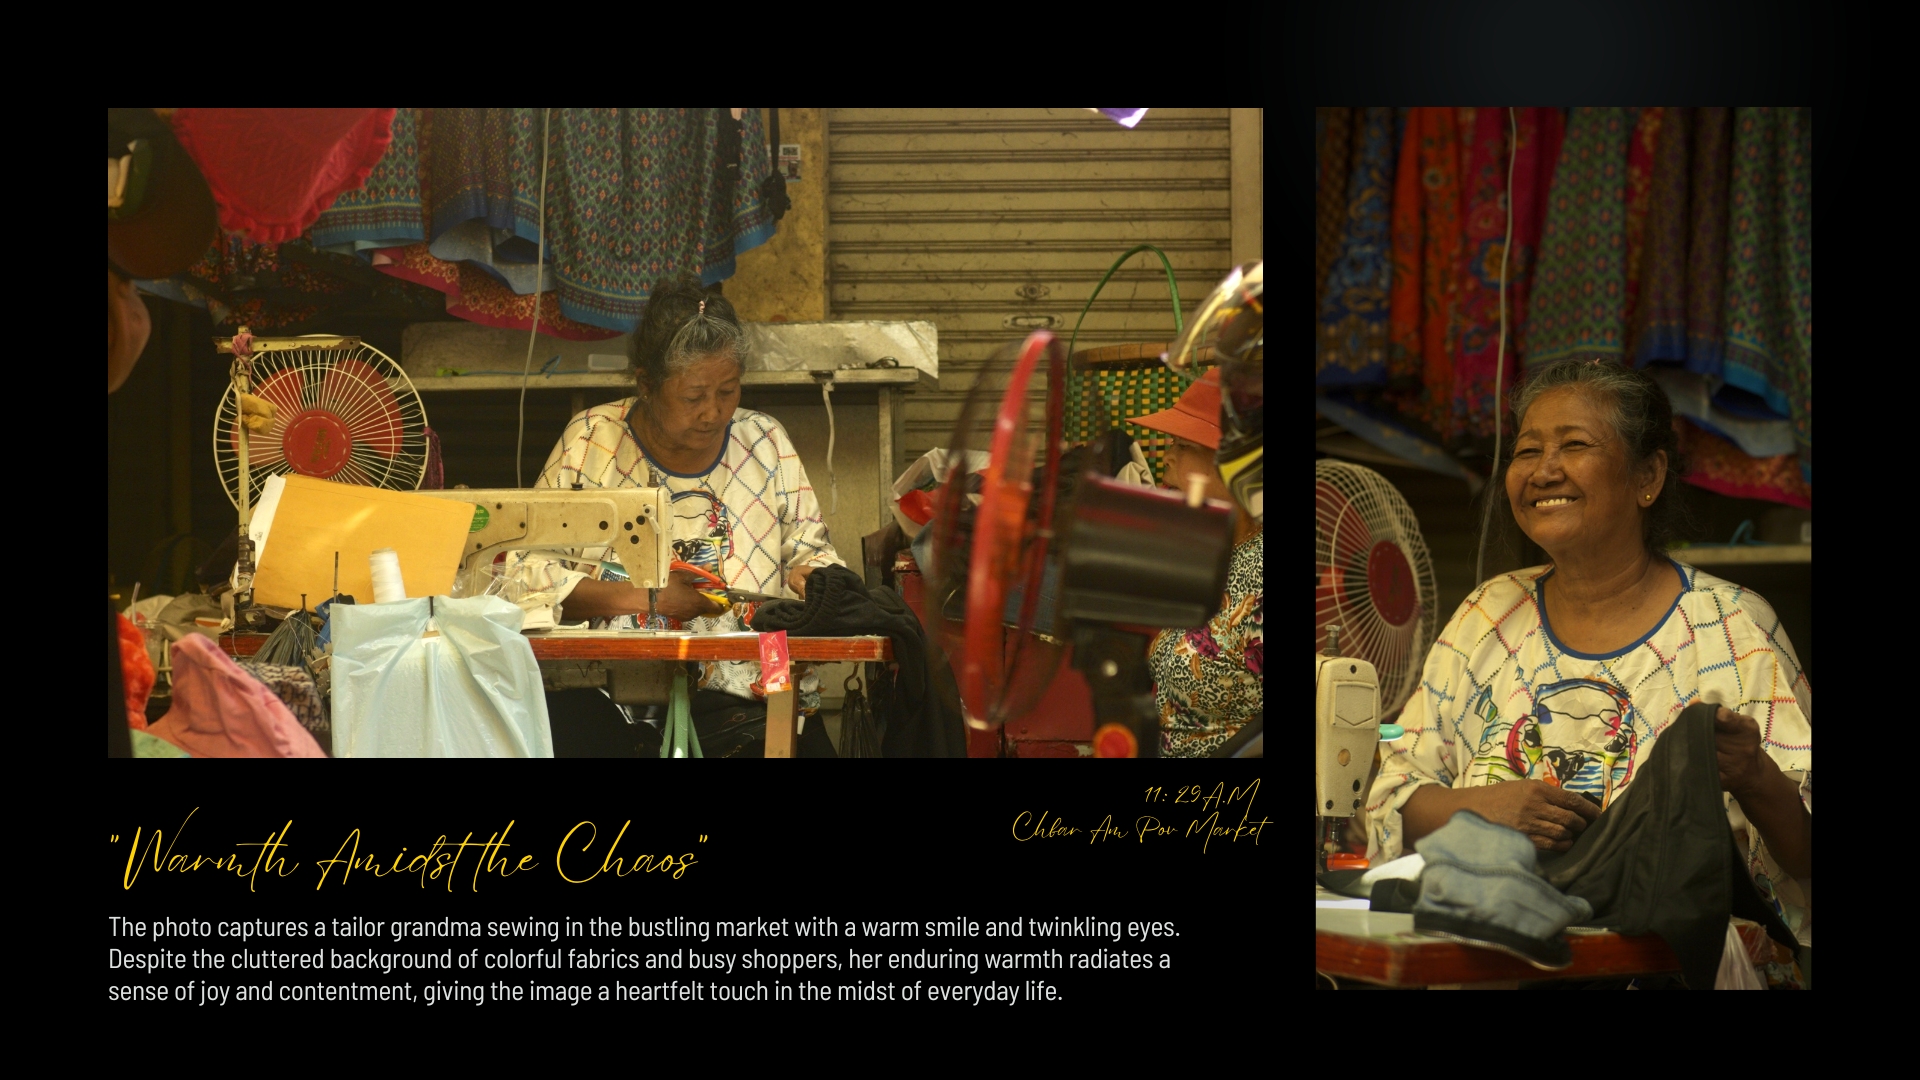 11:29 A.M
Chbar Am Pov Market
"Warmth Amidst the Chaos"
The photo captures a tailor grandma sewing in the bustling market with a warm smile and twinkling eyes.
Despite the cluttered background of colorful fabrics and busy shoppers, her enduring warmth radiates a
sense of joy and contentment, giving the image a heartfelt touch in the midst of everyday life.